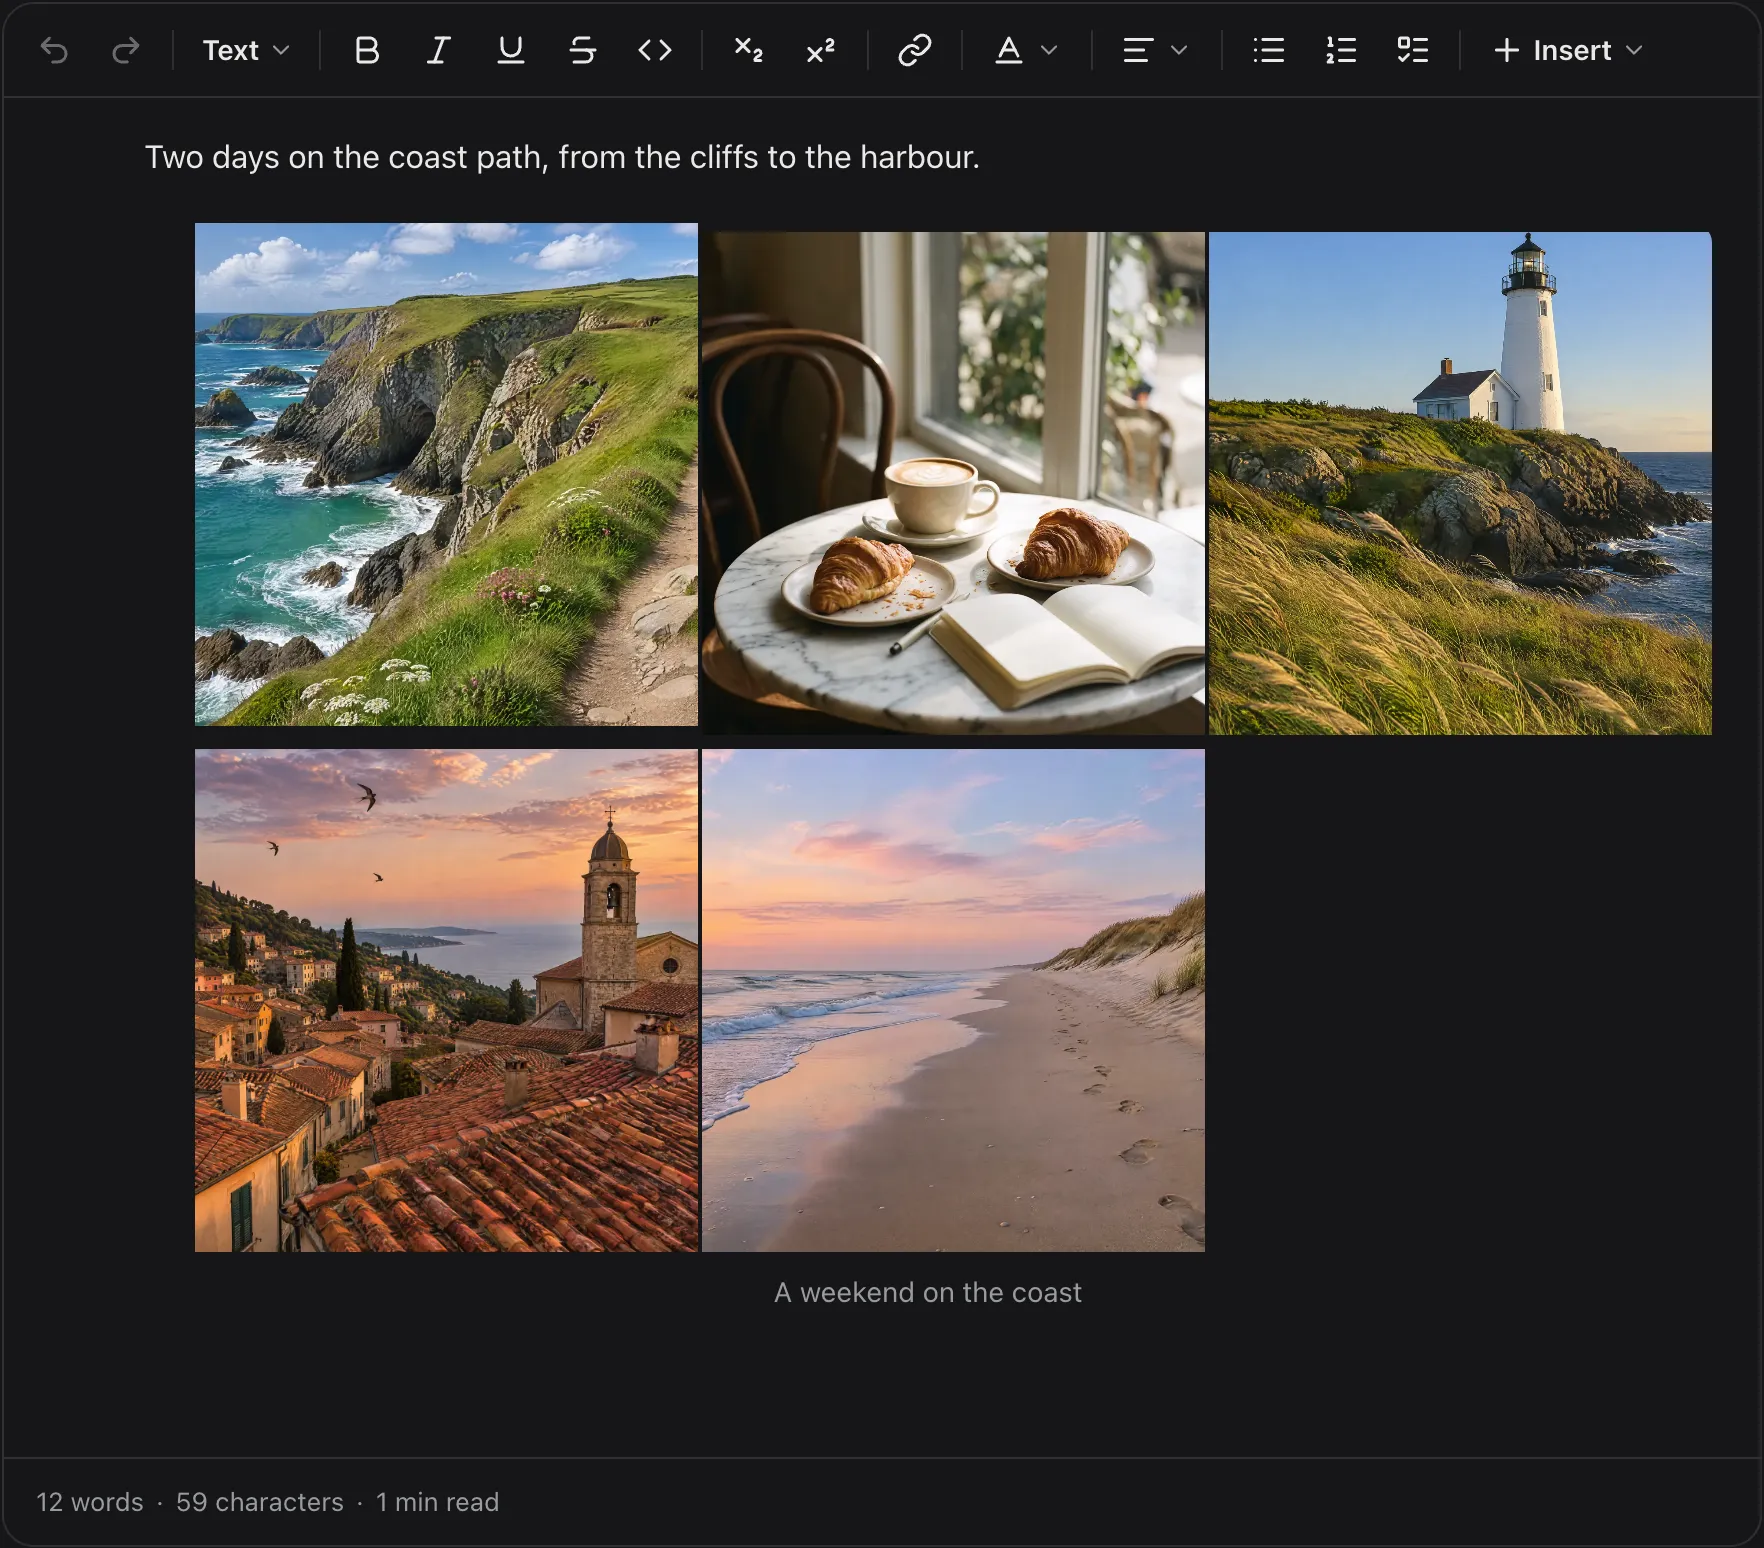 Text
Insert
Two days on the coast path, from the cliffs to the harbour.
A weekend on the coast
12 words · 59 characters · 1 min read